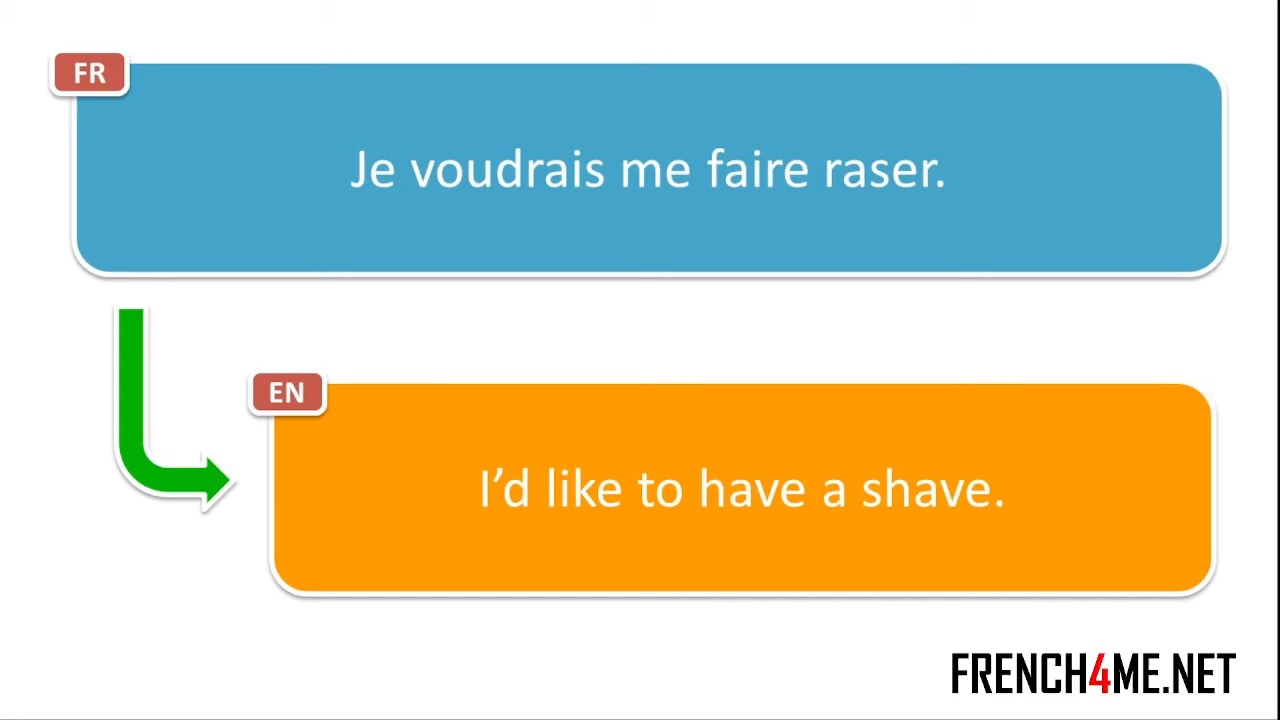 FR
Je voudrais me faire raser.
EN
I’d like to have a shave.
FRENCH4ME.NET